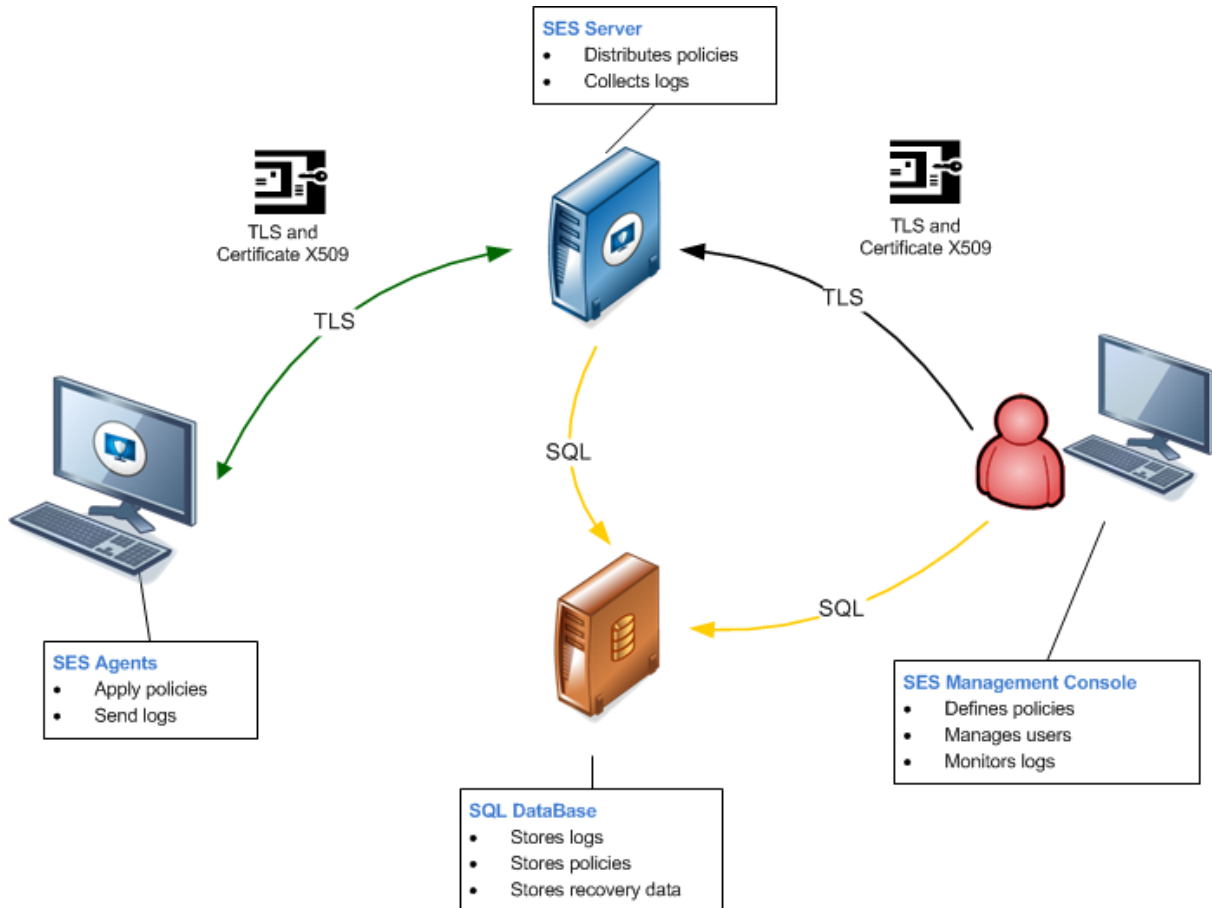 SES Server
• Distributes policies
• Collects logs
TLS and
Certificate X509
TLS and
Certificate X509
TLS
TLS
SQL
SQL
SES Agents
• Apply policies
• Send logs
SES Management Console
• Defines policies
• Manages users
• Monitors logs
SQL DataBase
• Stores logs
• Stores policies
• Stores recovery data